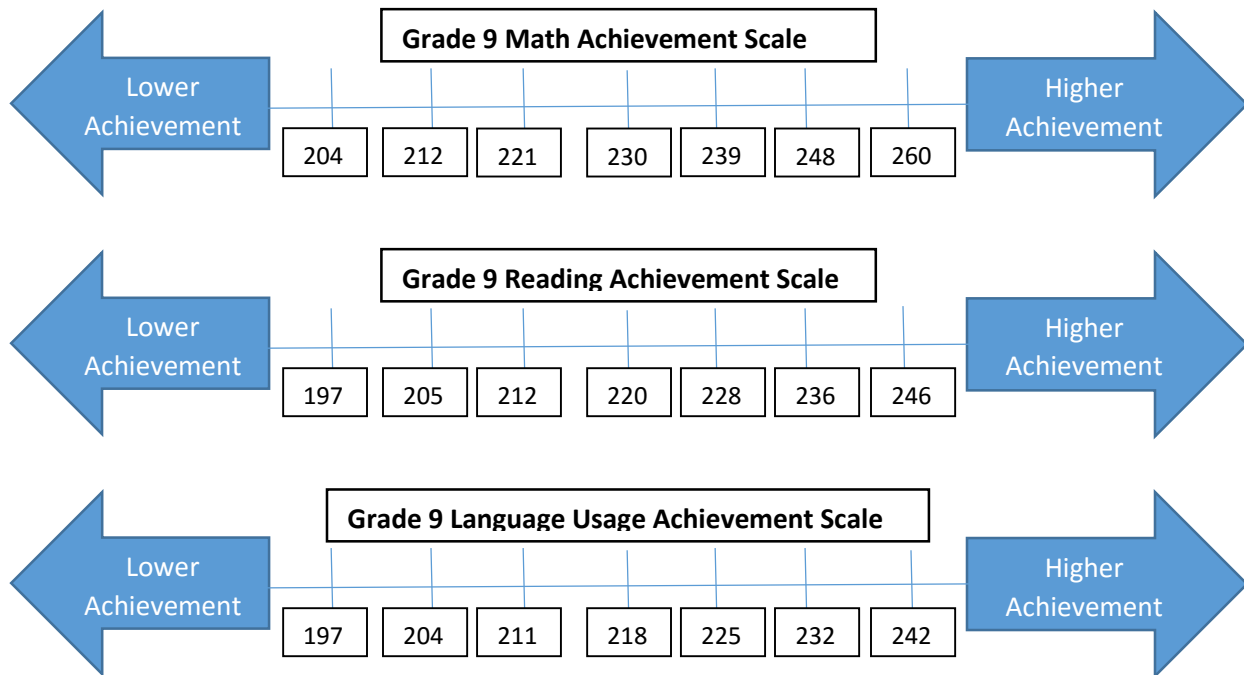 Grade 9 Math Achievement Scale
Lower
Achievement
Higher
Achievement
204 212 221 230 239 248 260
Grade 9 Reading Achievement Scale
Lower
Achievement
Higher
Achievement
197 205 212 220 228 236 246
Grade 9 Language Usage Achievement Scale
Lower
Achievement
Higher
Achievement
197 204 211 218 225 232 242